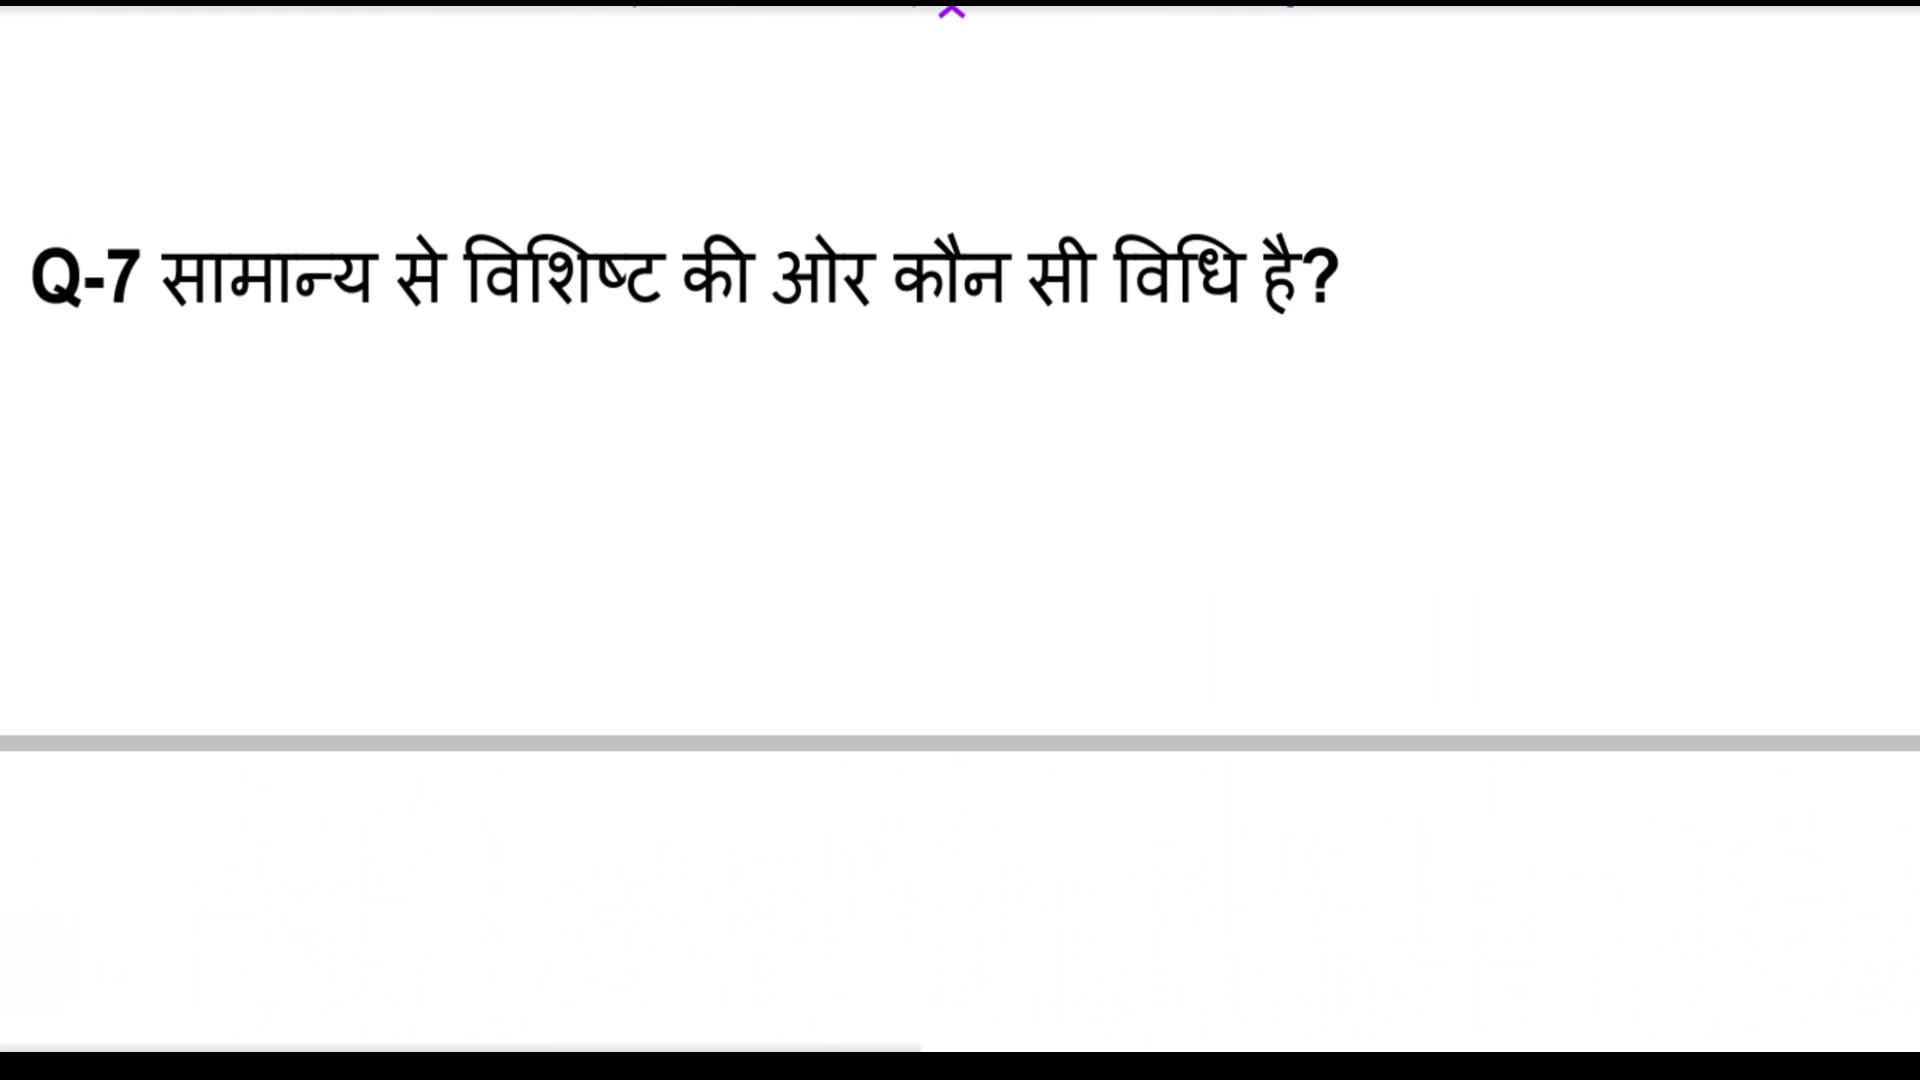 Q-7 सामान्य से विशिष्ट की ओर कौन सी विधि है?